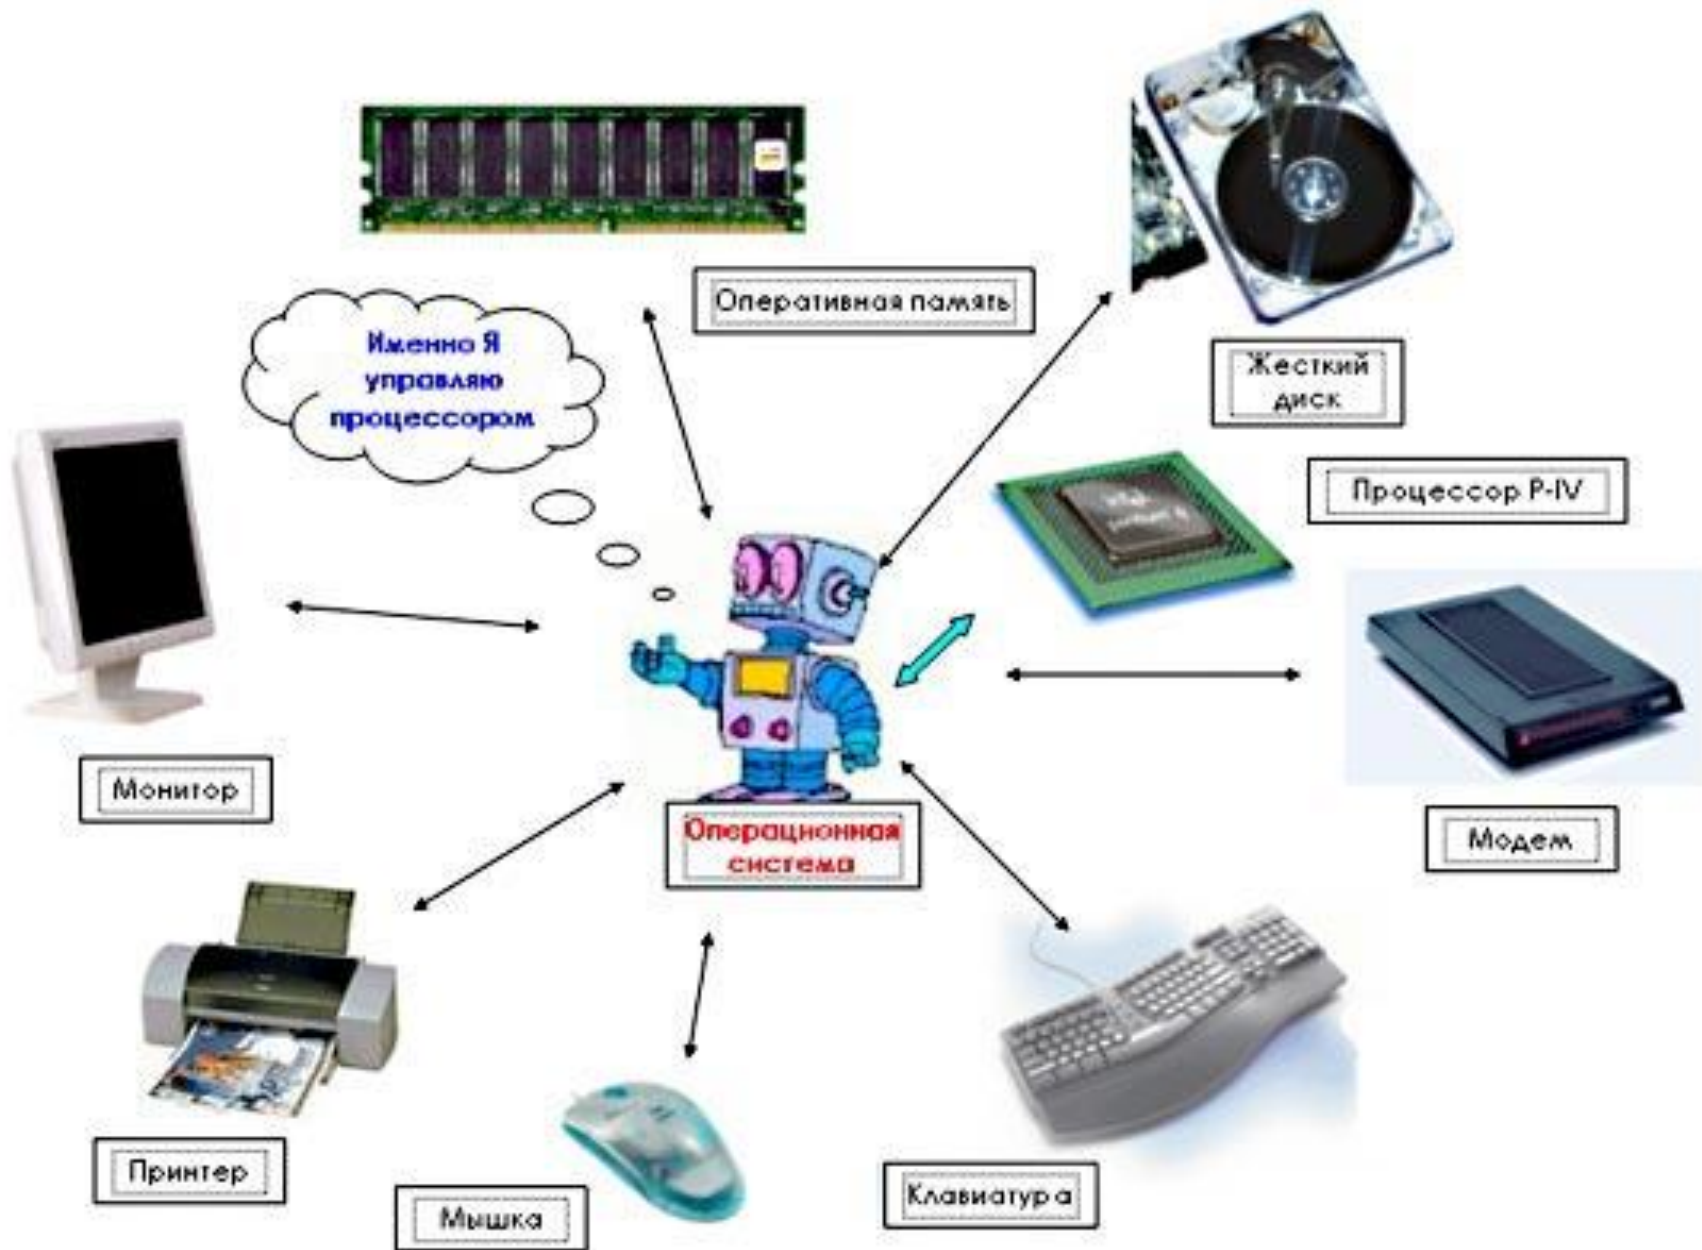 Оперативная память
Жесткий
диск
Именно Я
управляю
процессором
Процессор P-IV
Монитор
Операционная
система
Модем
Принтер
Мышка
Клавиатура